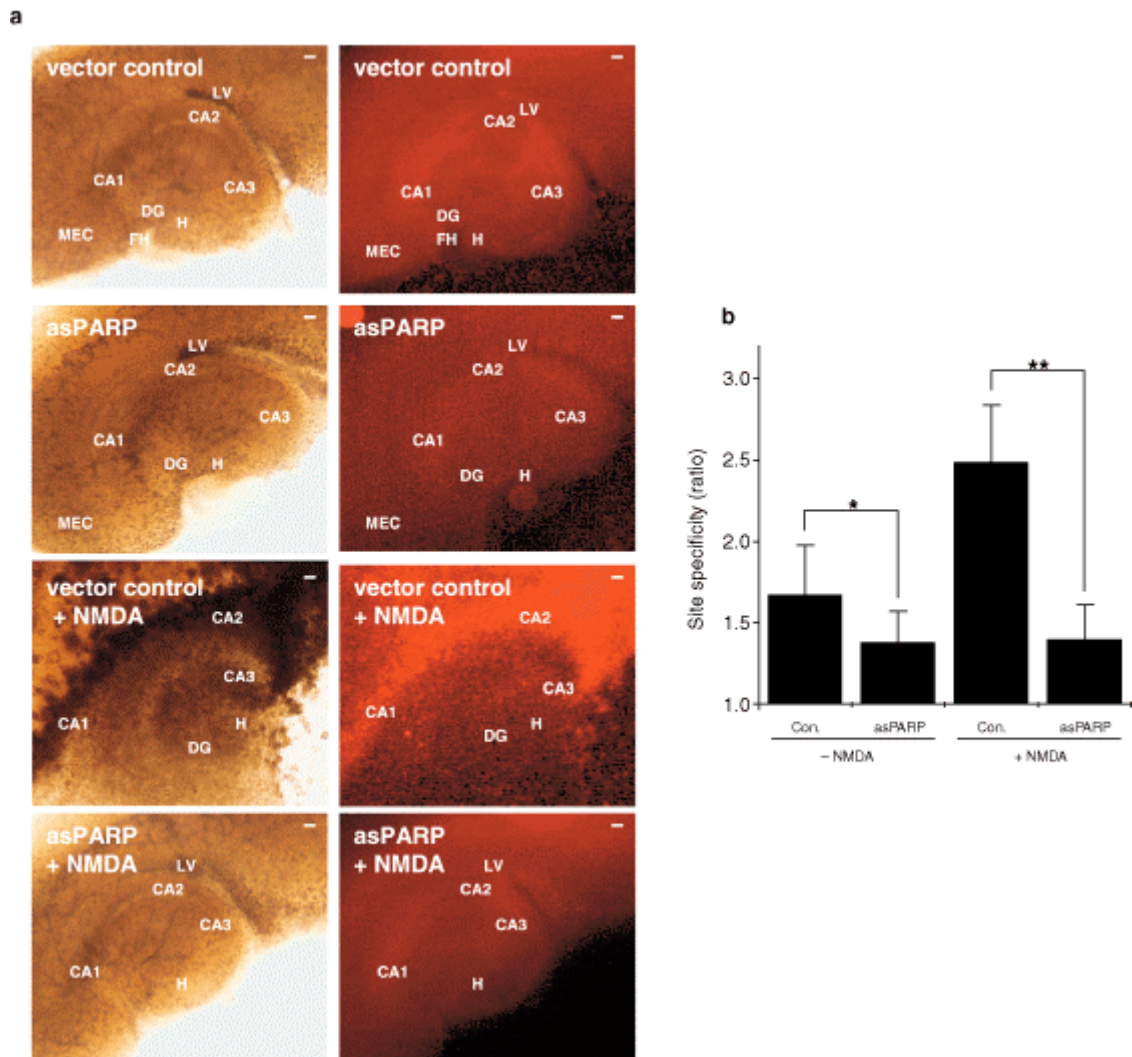 a
vector control
LV
CA2
CA1
CA3
DG
H
MEC
FH
vector control
LV
CA2
CA1
CA3
DG
FH
H
MEC
asPARP
LV
CA2
CA3
CA1
DG
H
MEC
asPARP
LV
CA2
CA3
CA1
DG
H
MEC
vector control
+ NMDA
CA2
CA3
CA1
H
DG
vector control
+ NMDA
CA2
CA3
CA1
H
DG
asPARP
+ NMDA
LV
CA2
CA3
CA1
H
asPARP
+ NMDA
LV
CA2
CA3
CA1
H
b
Site specificity (ratio)
3.0
2.5
2.0
1.5
1.0
*
**
Con. asPARP Con. asPARP
– NMDA + NMDA